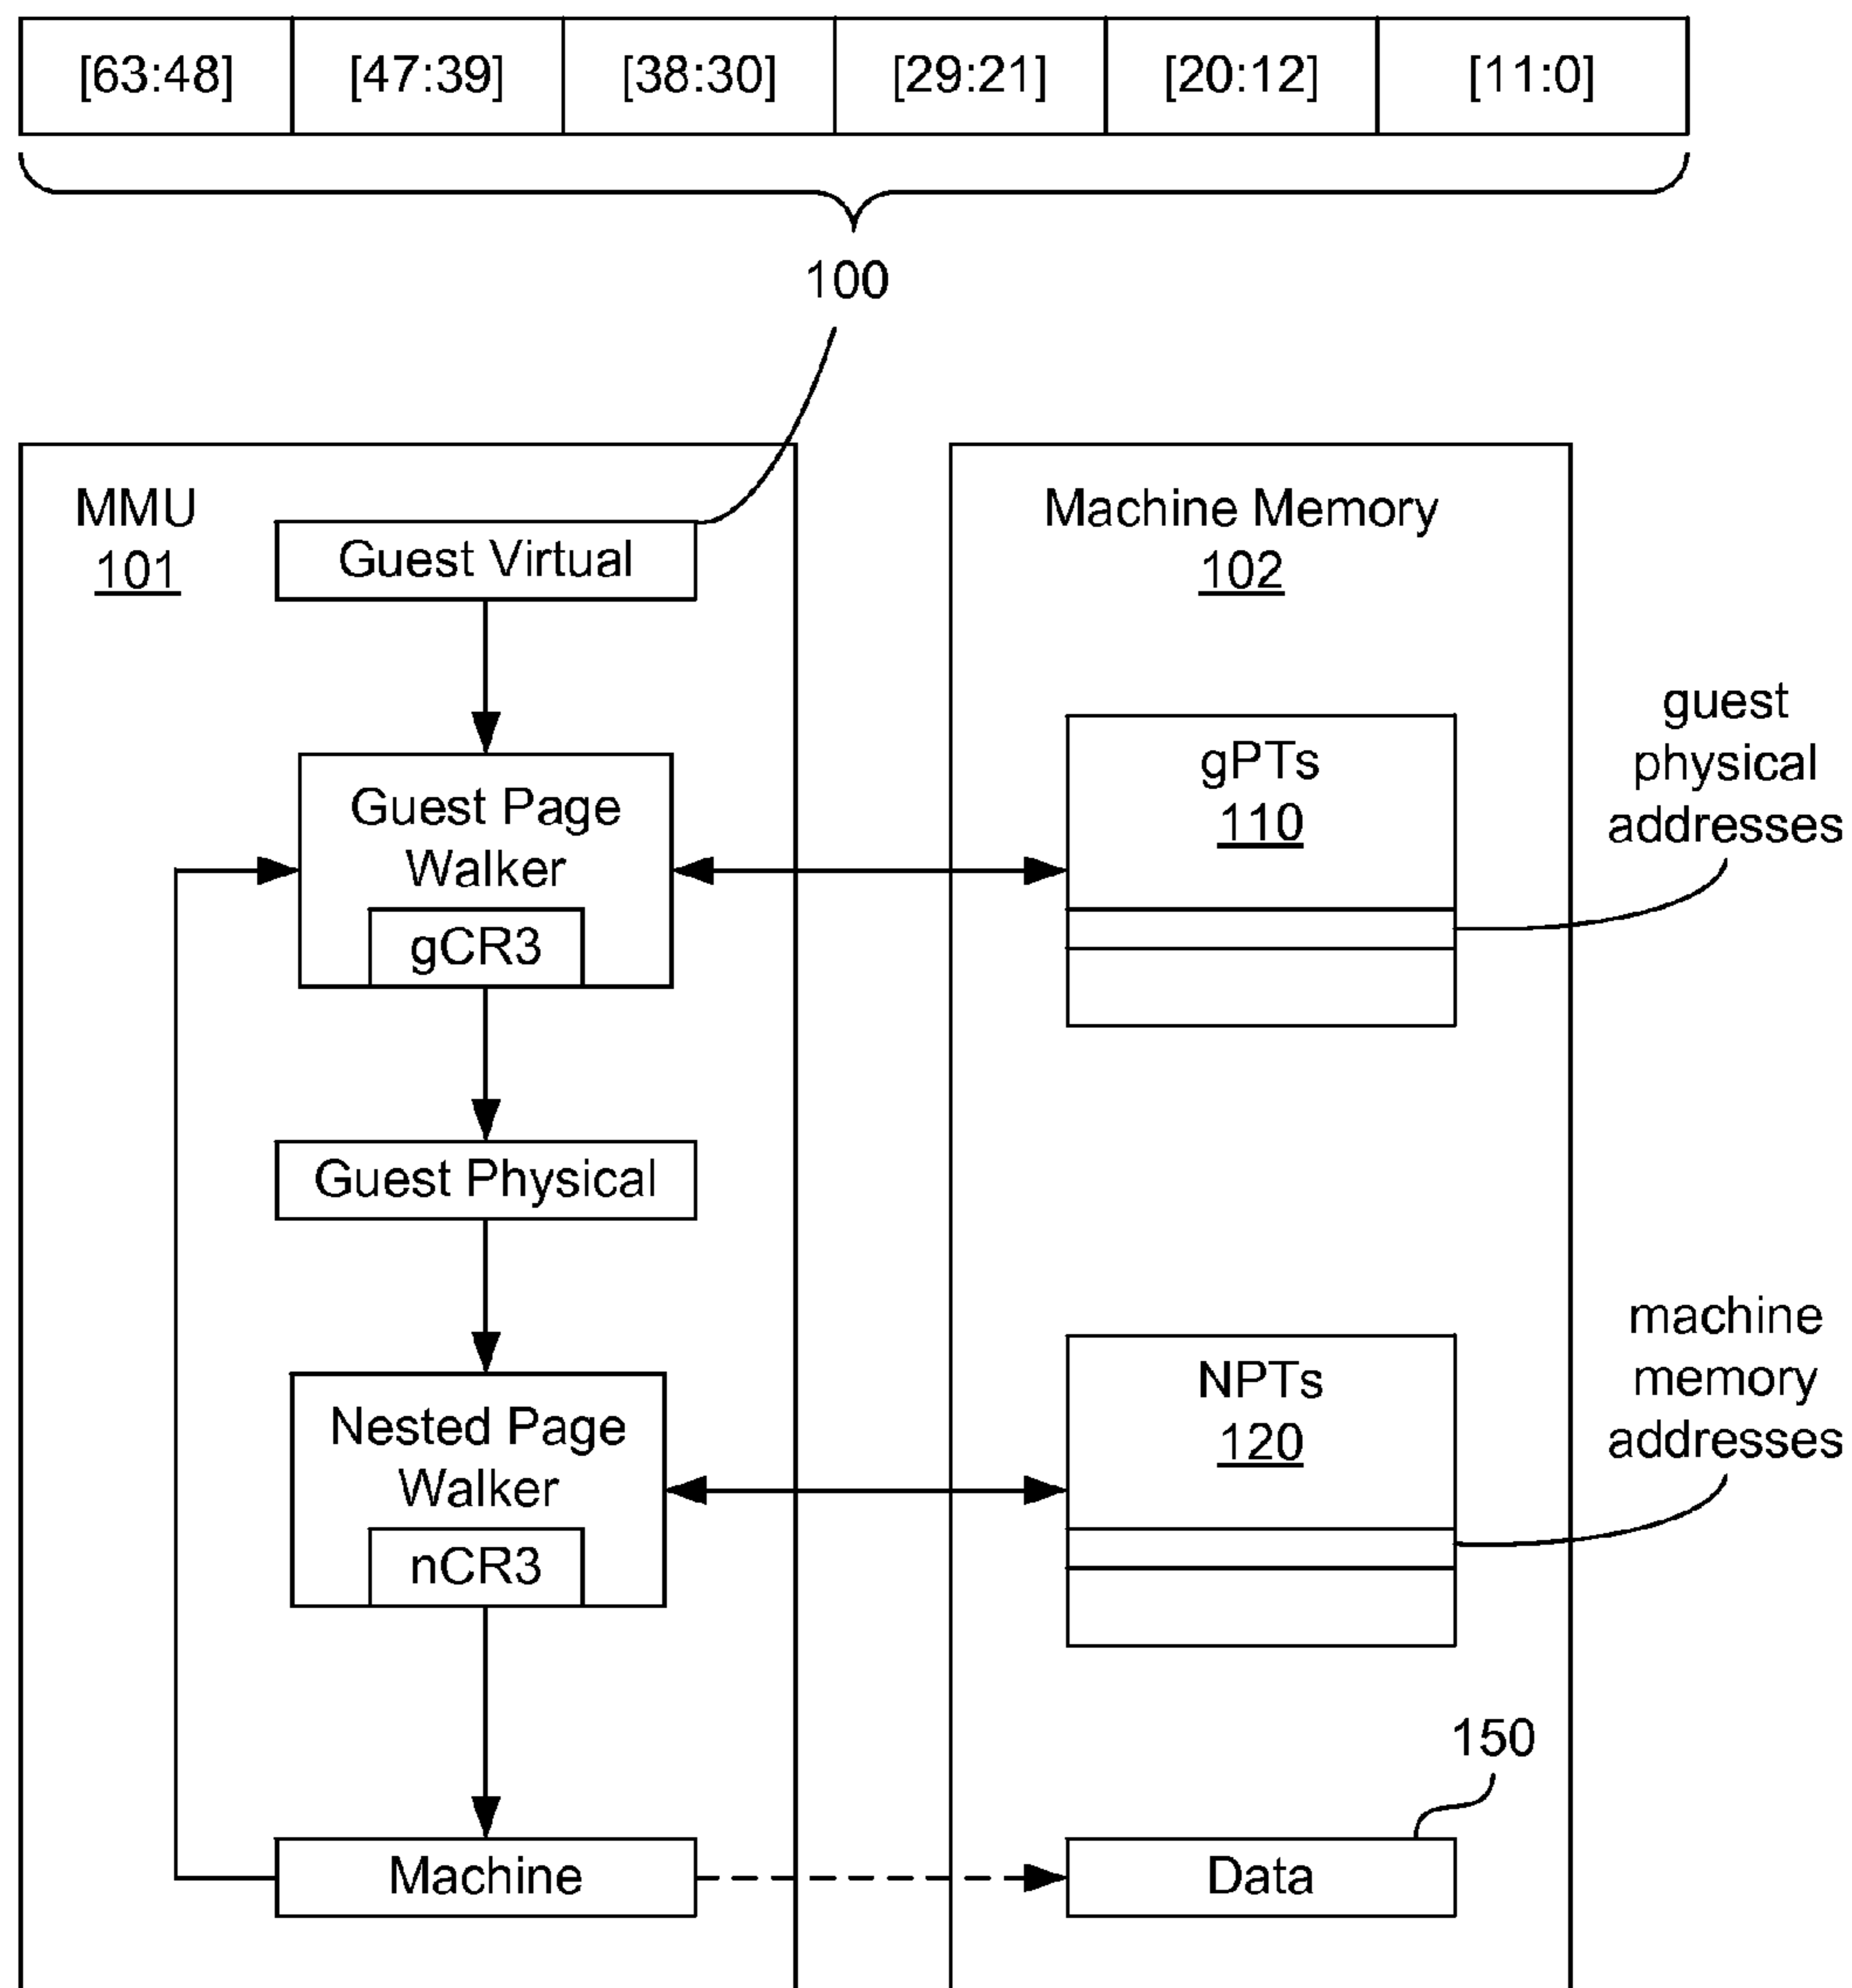 [63:48] [47:39] [38:30] [29:21] [20:12] [11:0]
100
MMU
101
Guest Virtual
Machine Memory
102
Guest Page
Walker
gCR3
gPTs
110
guest
physical
addresses
Guest Physical
Nested Page
Walker
nCR3
NPTs
120
machine
memory
addresses
150
Machine
Data